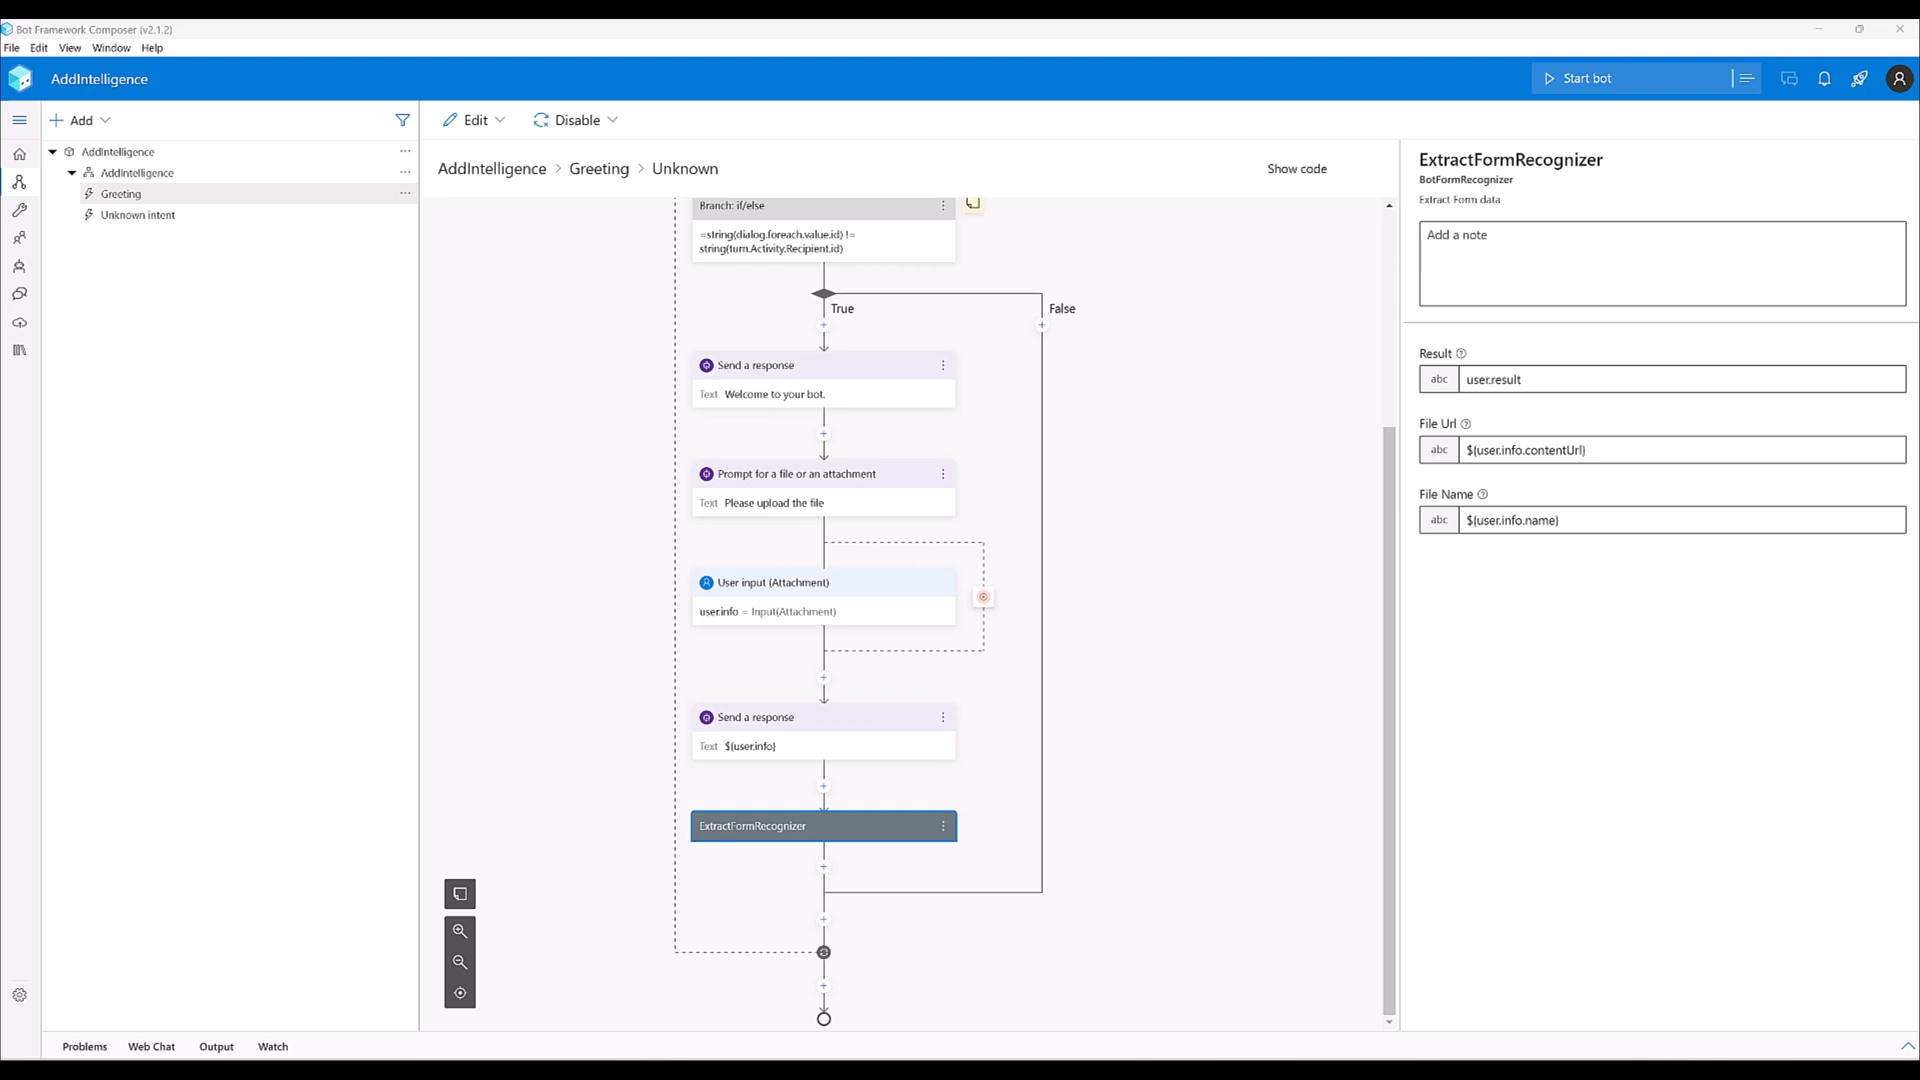 Bot Framework Composer (v2.1.2)
File Edit View Window Help
AddIntelligence
Start bot
Add
Edit
Disable
AddIntelligence
AddIntelligence
Greeting
Unknown intent
AddIntelligence > Greeting > Unknown
Show code
Branch: if/else
=string(dialog.foreach.value.id) !=
string(turn.Activity.Recipient.id)
True
False
Send a response
Text Welcome to your bot.
Prompt for a file or an attachment
Text Please upload the file
User input (Attachment)
user.info = Input(Attachment)
Send a response
Text ${user.info}
ExtractFormRecognizer
ExtractFormRecognizer
BotFormRecognizer
Extract Form data
Add a note
Result
abc user.result
File Url
abc ${user.info.contentUrl}
File Name
abc ${user.info.name}
Problems Web Chat Output Watch